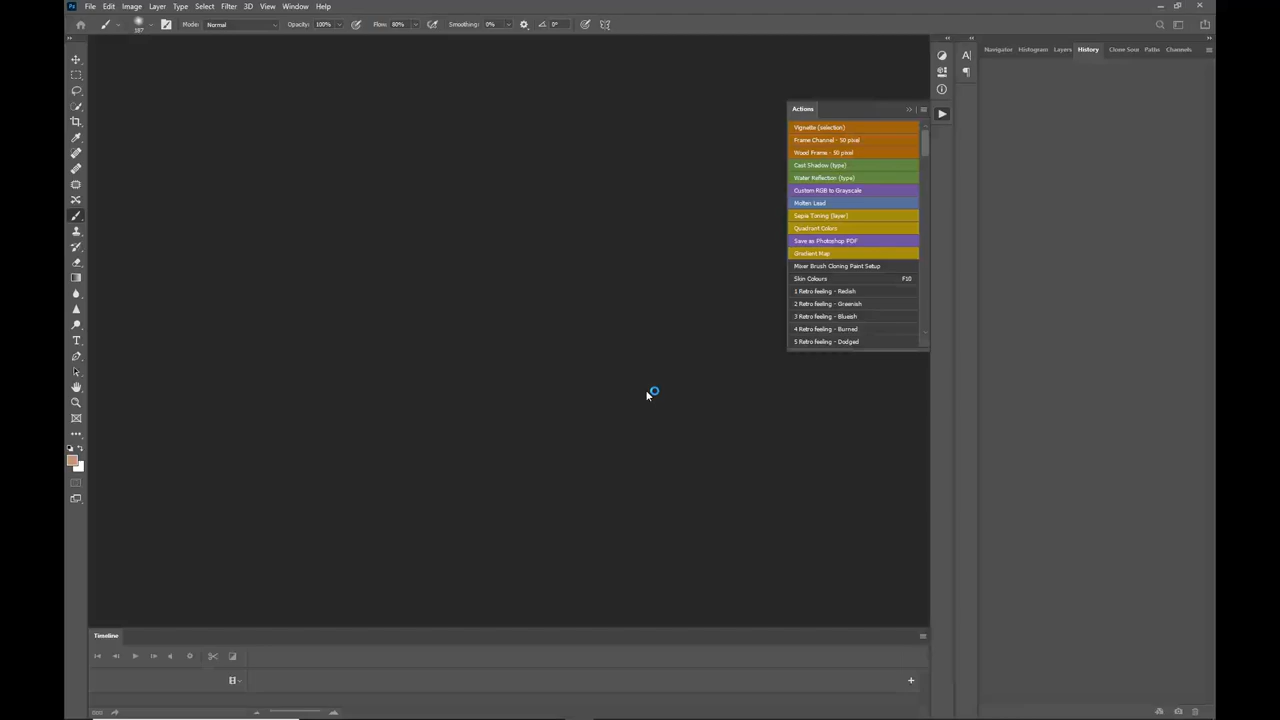 Ps File Edit Image Layer Type Select Filter 3D View Window Help
187 Mode: Normal Opacity: 100% Flow: 80% Smoothing: 0% 0°
Navigator Histogram Layers History Clone Sour Paths Channels
Actions
Vignette (selection)
Frame Channel - 50 pixel
Wood Frame - 50 pixel
Cast Shadow (type)
Water Reflection (type)
Custom RGB to Grayscale
Molten Lead
Sepia Toning (layer)
Quadrant Colors
Save as Photoshop PDF
Gradient Map
Mixer Brush Cloning Paint Setup
Skin Colours F10
1 Retro feeling - Redish
2 Retro feeling - Greenish
3 Retro feeling - Blueish
4 Retro feeling - Burned
5 Retro feeling - Dodged
Timeline